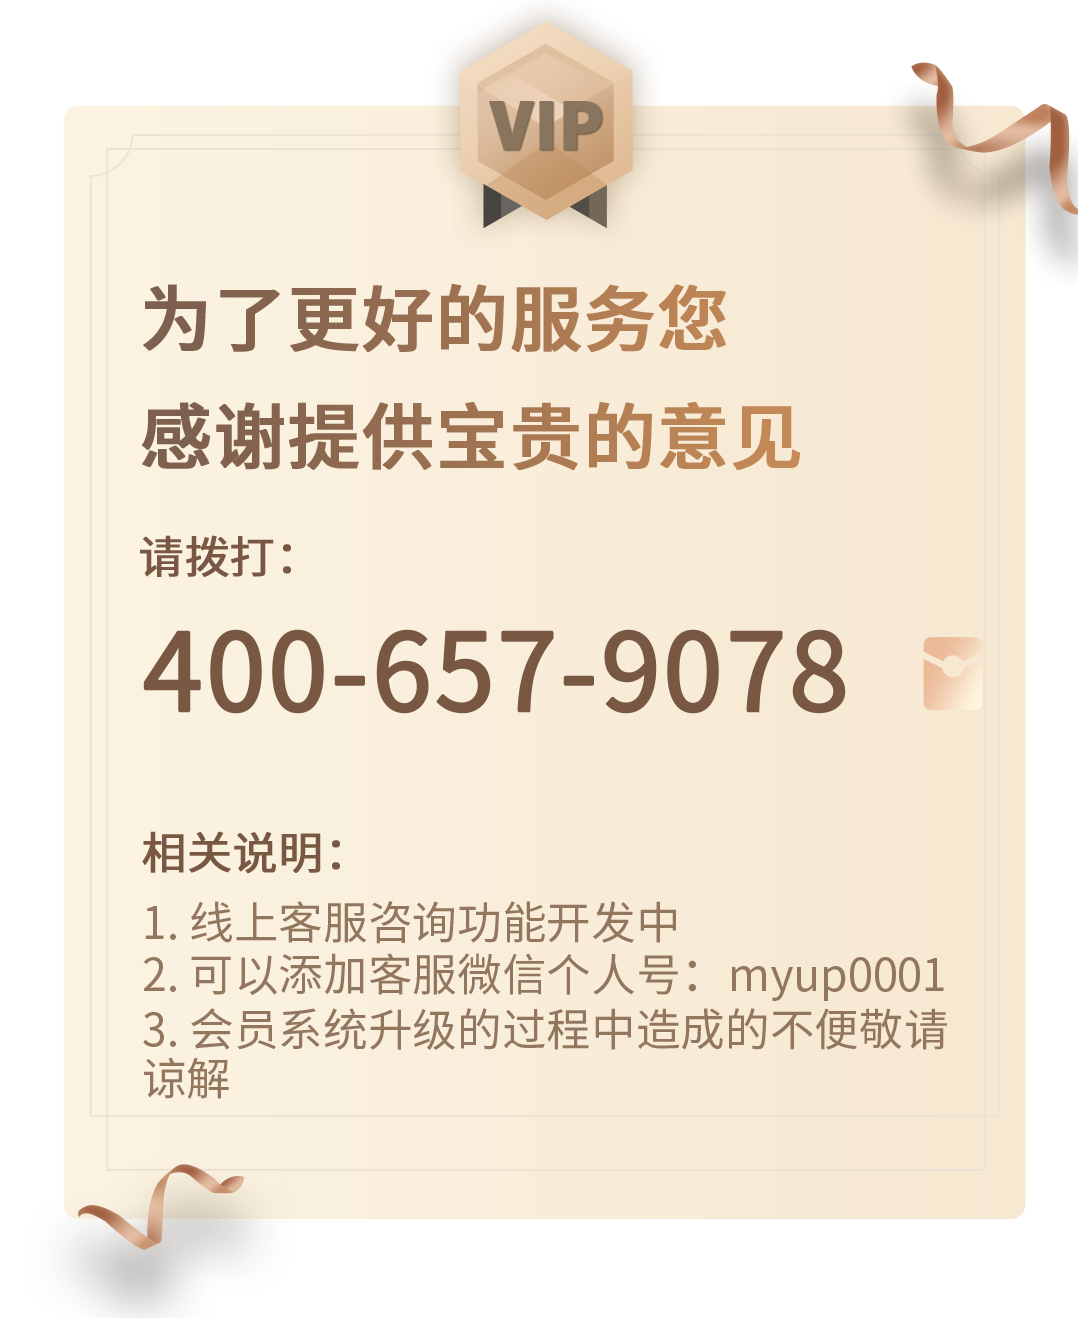 VIP
为了更好的服务您
感谢提供宝贵的意见
请拨打：
400-657-9078
相关说明：
1. 线上客服咨询功能开发中
2. 可以添加客服微信个人号：myup0001
3. 会员系统升级的过程中造成的不便敬请
谅解